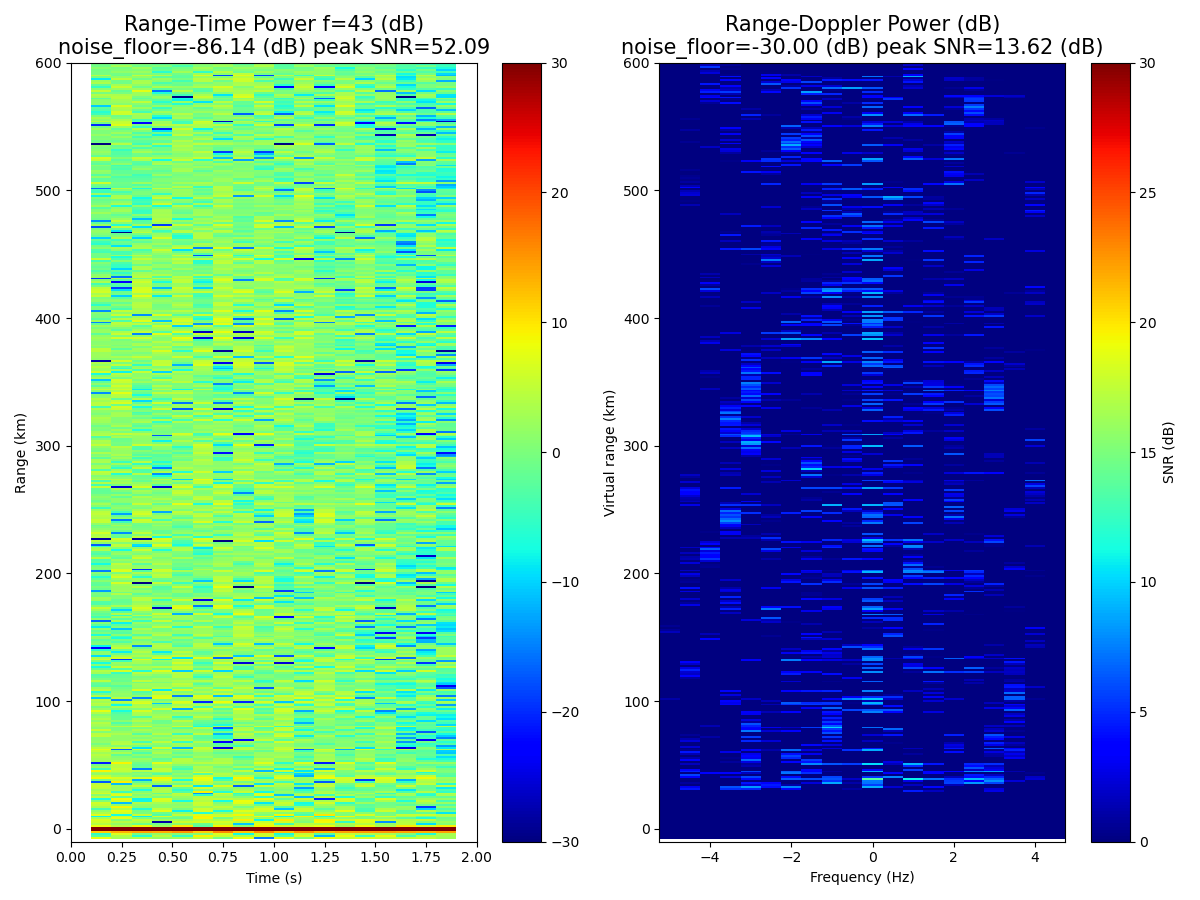 Range-Time Power f=43 (dB)
noise_floor=-86.14 (dB) peak SNR=52.09
600
500
400
300
200
100
0
Range (km)
0.00 0.25 0.50 0.75 1.00 1.25 1.50 1.75 2.00
Time (s)
30
20
10
0
−10
−20
−30
Range-Doppler Power (dB)
noise_floor=-30.00 (dB) peak SNR=13.62 (dB)
600
500
400
300
200
100
0
Virtual range (km)
−4 −2 0 2 4
Frequency (Hz)
30
25
20
15
10
5
0
SNR (dB)